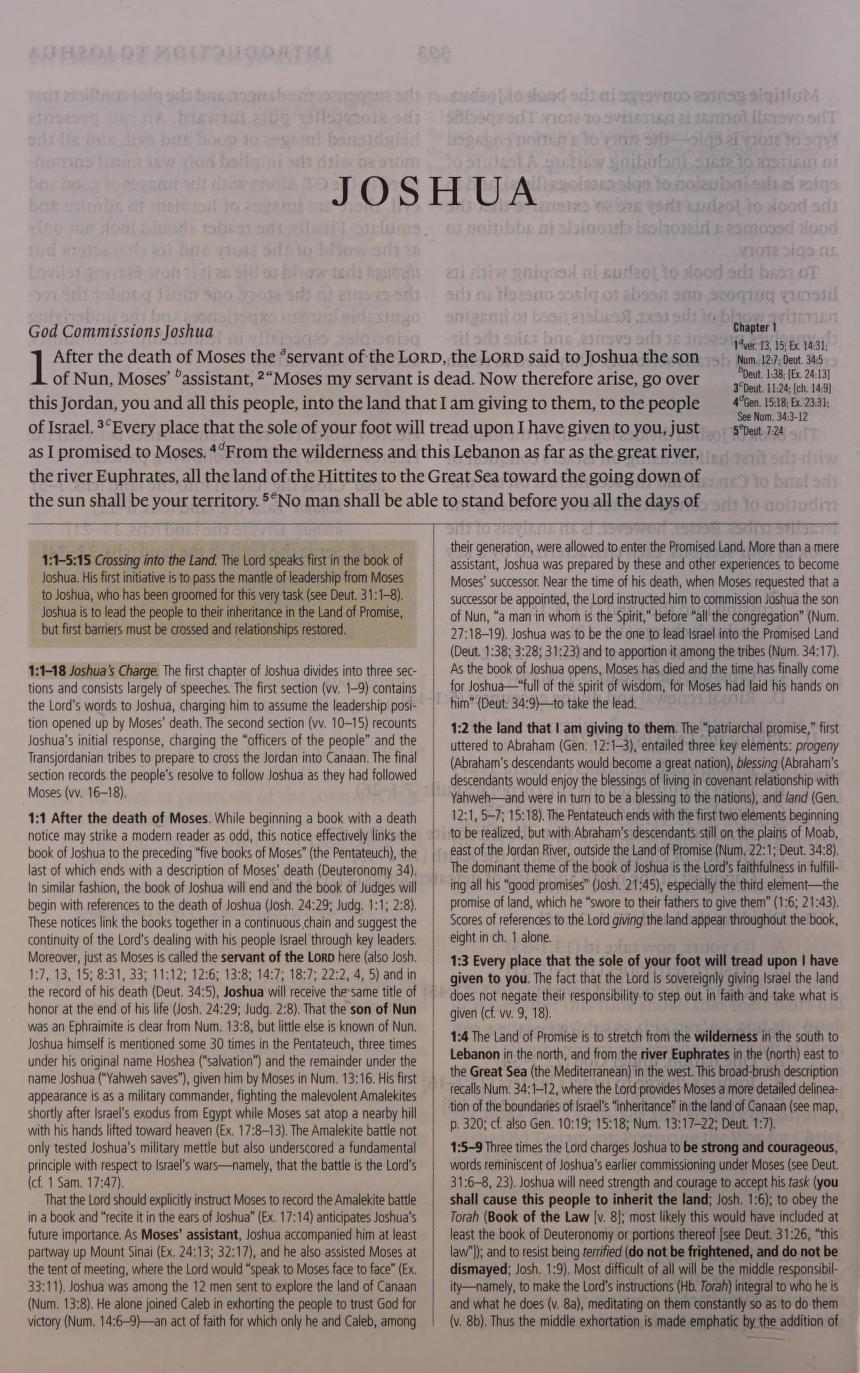 JOSHUA
God Commissions Joshua
1 After the death of Moses the ᵃservant of the LORD, the LORD said to Joshua the son
of Nun, Moses’ ᵇassistant, ²“Moses my servant is dead. Now therefore arise, go over
this Jordan, you and all this people, into the land that I am giving to them, to the people
of Israel. ³ᶜEvery place that the sole of your foot will tread upon I have given to you, just
as I promised to Moses. ⁴ᵈFrom the wilderness and this Lebanon as far as the great river,
the river Euphrates, all the land of the Hittites to the Great Sea toward the going down of
the sun shall be your territory. ⁵ᵉNo man shall be able to stand before you all the days of
Chapter 1
1ᵃver. 13, 15; Ex. 14:31;
Num. 12:7; Deut. 34:5
ᵇDeut. 1:38; [Ex. 24:13]
3ᶜDeut. 11:24; [ch. 14:9]
4ᵈGen. 15:18; Ex. 23:31;
See Num. 34:3-12
5ᵉDeut. 7:24
1:1–5:15 Crossing into the Land. The Lord speaks first in the book of
Joshua. His first initiative is to pass the mantle of leadership from Moses
to Joshua, who has been groomed for this very task (see Deut. 31:1–8).
Joshua is to lead the people to their inheritance in the Land of Promise,
but first barriers must be crossed and relationships restored.
1:1–18 Joshua’s Charge. The first chapter of Joshua divides into three sec-
tions and consists largely of speeches. The first section (vv. 1–9) contains
the Lord’s words to Joshua, charging him to assume the leadership posi-
tion opened up by Moses’ death. The second section (vv. 10–15) recounts
Joshua’s initial response, charging the “officers of the people” and the
Transjordanian tribes to prepare to cross the Jordan into Canaan. The final
section records the people’s resolve to follow Joshua as they had followed
Moses (vv. 16–18).
1:1 After the death of Moses. While beginning a book with a death
notice may strike a modern reader as odd, this notice effectively links the
book of Joshua to the preceding “five books of Moses” (the Pentateuch), the
last of which ends with a description of Moses’ death (Deuteronomy 34).
In similar fashion, the book of Joshua will end and the book of Judges will
begin with references to the death of Joshua (Josh. 24:29; Judg. 1:1; 2:8).
These notices link the books together in a continuous chain and suggest the
continuity of the Lord’s dealing with his people Israel through key leaders.
Moreover, just as Moses is called the servant of the LORD here (also Josh.
1:7, 13, 15; 8:31, 33; 11:12; 12:6; 13:8; 14:7; 18:7; 22:2, 4, 5) and in
the record of his death (Deut. 34:5), Joshua will receive the same title of
honor at the end of his life (Josh. 24:29; Judg. 2:8). That the son of Nun
was an Ephraimite is clear from Num. 13:8, but little else is known of Nun.
Joshua himself is mentioned some 30 times in the Pentateuch, three times
under his original name Hoshea (“salvation”) and the remainder under the
name Joshua (“Yahweh saves”), given him by Moses in Num. 13:16. His first
appearance is as a military commander, fighting the malevolent Amalekites
shortly after Israel’s exodus from Egypt while Moses sat atop a nearby hill
with his hands lifted toward heaven (Ex. 17:8–13). The Amalekite battle not
only tested Joshua’s military mettle but also underscored a fundamental
principle with respect to Israel’s wars—namely, that the battle is the Lord’s
(cf. 1 Sam. 17:47).
That the Lord should explicitly instruct Moses to record the Amalekite battle
in a book and “recite it in the ears of Joshua” (Ex. 17:14) anticipates Joshua’s
future importance. As Moses’ assistant, Joshua accompanied him at least
partway up Mount Sinai (Ex. 24:13; 32:17), and he also assisted Moses at
the tent of meeting, where the Lord would “speak to Moses face to face” (Ex.
33:11). Joshua was among the 12 men sent to explore the land of Canaan
(Num. 13:8). He alone joined Caleb in exhorting the people to trust God for
victory (Num. 14:6–9)—an act of faith for which only he and Caleb, among
their generation, were allowed to enter the Promised Land. More than a mere
assistant, Joshua was prepared by these and other experiences to become
Moses’ successor. Near the time of his death, when Moses requested that a
successor be appointed, the Lord instructed him to commission Joshua the son
of Nun, “a man in whom is the Spirit,” before “all the congregation” (Num.
27:18–19). Joshua was to be the one to lead Israel into the Promised Land
(Deut. 1:38; 3:28; 31:23) and to apportion it among the tribes (Num. 34:17).
As the book of Joshua opens, Moses has died and the time has finally come
for Joshua—“full of the spirit of wisdom, for Moses had laid his hands on
him” (Deut. 34:9)—to take the lead.
1:2 the land that I am giving to them. The “patriarchal promise,” first
uttered to Abraham (Gen. 12:1–3), entailed three key elements: progeny
(Abraham’s descendants would become a great nation), blessing (Abraham’s
descendants would enjoy the blessings of living in covenant relationship with
Yahweh—and were in turn to be a blessing to the nations), and land (Gen.
12:1, 5–7; 15:18). The Pentateuch ends with the first two elements beginning
to be realized, but with Abraham’s descendants still on the plains of Moab,
east of the Jordan River, outside the Land of Promise (Num. 22:1; Deut. 34:8).
The dominant theme of the book of Joshua is the Lord’s faithfulness in fulfill-
ing all his “good promises” (Josh. 21:45), especially the third element—the
promise of land, which he “swore to their fathers to give them” (1:6; 21:43).
Scores of references to the Lord giving the land appear throughout the book,
eight in ch. 1 alone.
1:3 Every place that the sole of your foot will tread upon I have
given to you. The fact that the Lord is sovereignly giving Israel the land
does not negate their responsibility to step out in faith and take what is
given (cf. vv. 9, 18).
1:4 The Land of Promise is to stretch from the wilderness in the south to
Lebanon in the north, and from the river Euphrates in the (north) east to
the Great Sea (the Mediterranean) in the west. This broad-brush description
recalls Num. 34:1–12, where the Lord provides Moses a more detailed delinea-
tion of the boundaries of Israel’s “inheritance” in the land of Canaan (see map,
p. 320; cf. also Gen. 10:19; 15:18; Num. 13:17–22; Deut. 1:7).
1:5–9 Three times the Lord charges Joshua to be strong and courageous,
words reminiscent of Joshua’s earlier commissioning under Moses (see Deut.
31:6–8, 23). Joshua will need strength and courage to accept his task (you
shall cause this people to inherit the land; Josh. 1:6); to obey the
Torah (Book of the Law [v. 8]; most likely this would have included at
least the book of Deuteronomy or portions thereof [see Deut. 31:26, “this
law”]); and to resist being terrified (do not be frightened, and do not be
dismayed; Josh. 1:9). Most difficult of all will be the middle responsibil-
ity—namely, to make the Lord’s instructions (Hb. Torah) integral to who he is
and what he does (v. 8a), meditating on them constantly so as to do them
(v. 8b). Thus the middle exhortation is made emphatic by the addition of